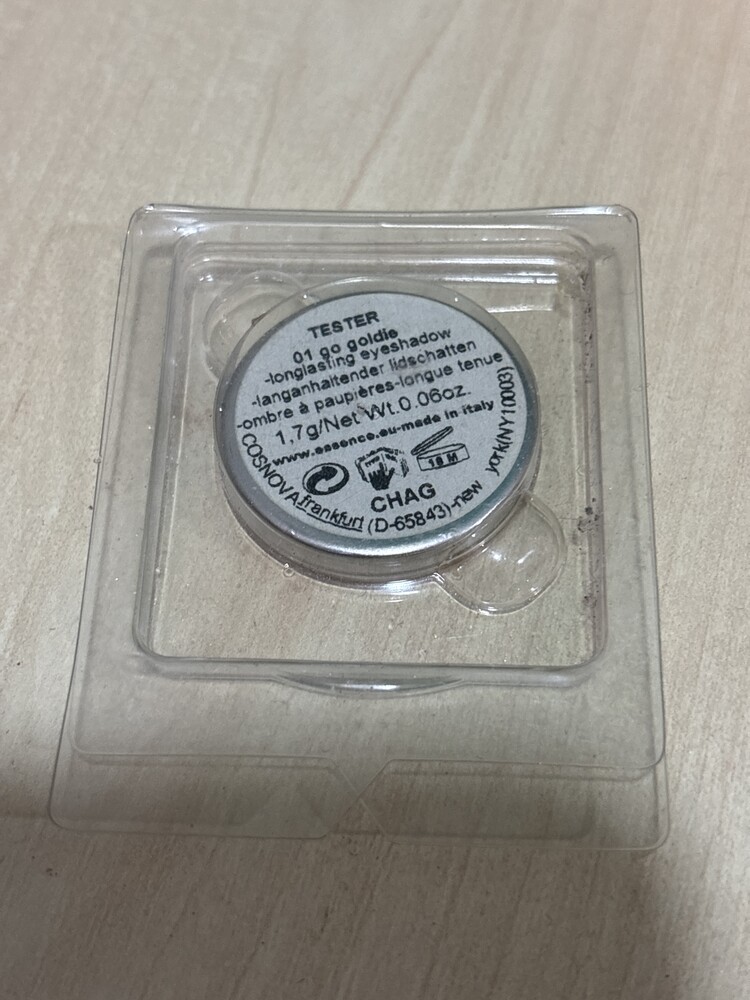 TESTER
01 go goldie
-longlasting eyeshadow
-langanhaltender lidschatten
-ombre à paupières-longue tenue
1,7g/Net Wt.0.06oz.
www.essence.eu-made in italy
18 M
CHAG
COSNOVA frankfurt (D-65843)-new york(NY10003)